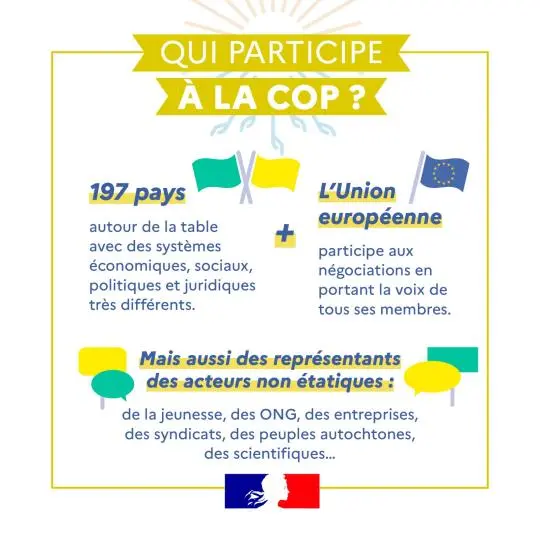 QUI PARTICIPE
À LA COP ?
197 pays
autour de la table
avec des systèmes
économiques, sociaux,
politiques et juridiques
très différents.
+
L'Union
européenne
participe aux
négociations en
portant la voix de
tous ses membres.
Mais aussi des représentants
des acteurs non étatiques :
de la jeunesse, des ONG, des entreprises,
des syndicats, des peuples autochtones,
des scientifiques...